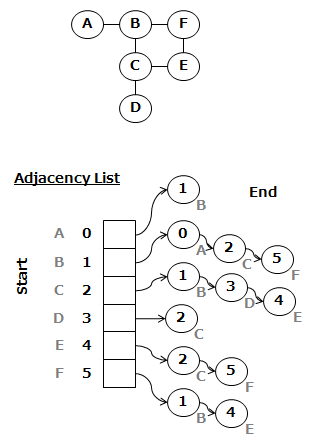 A B F
C E
D
Adjacency List
End
Start
1
B
A 0
0 2 5
A C F
B 1
C 2
1 3 4
B D E
D 3
2
C
E 4
2 5
C F
F 5
1 4
B E